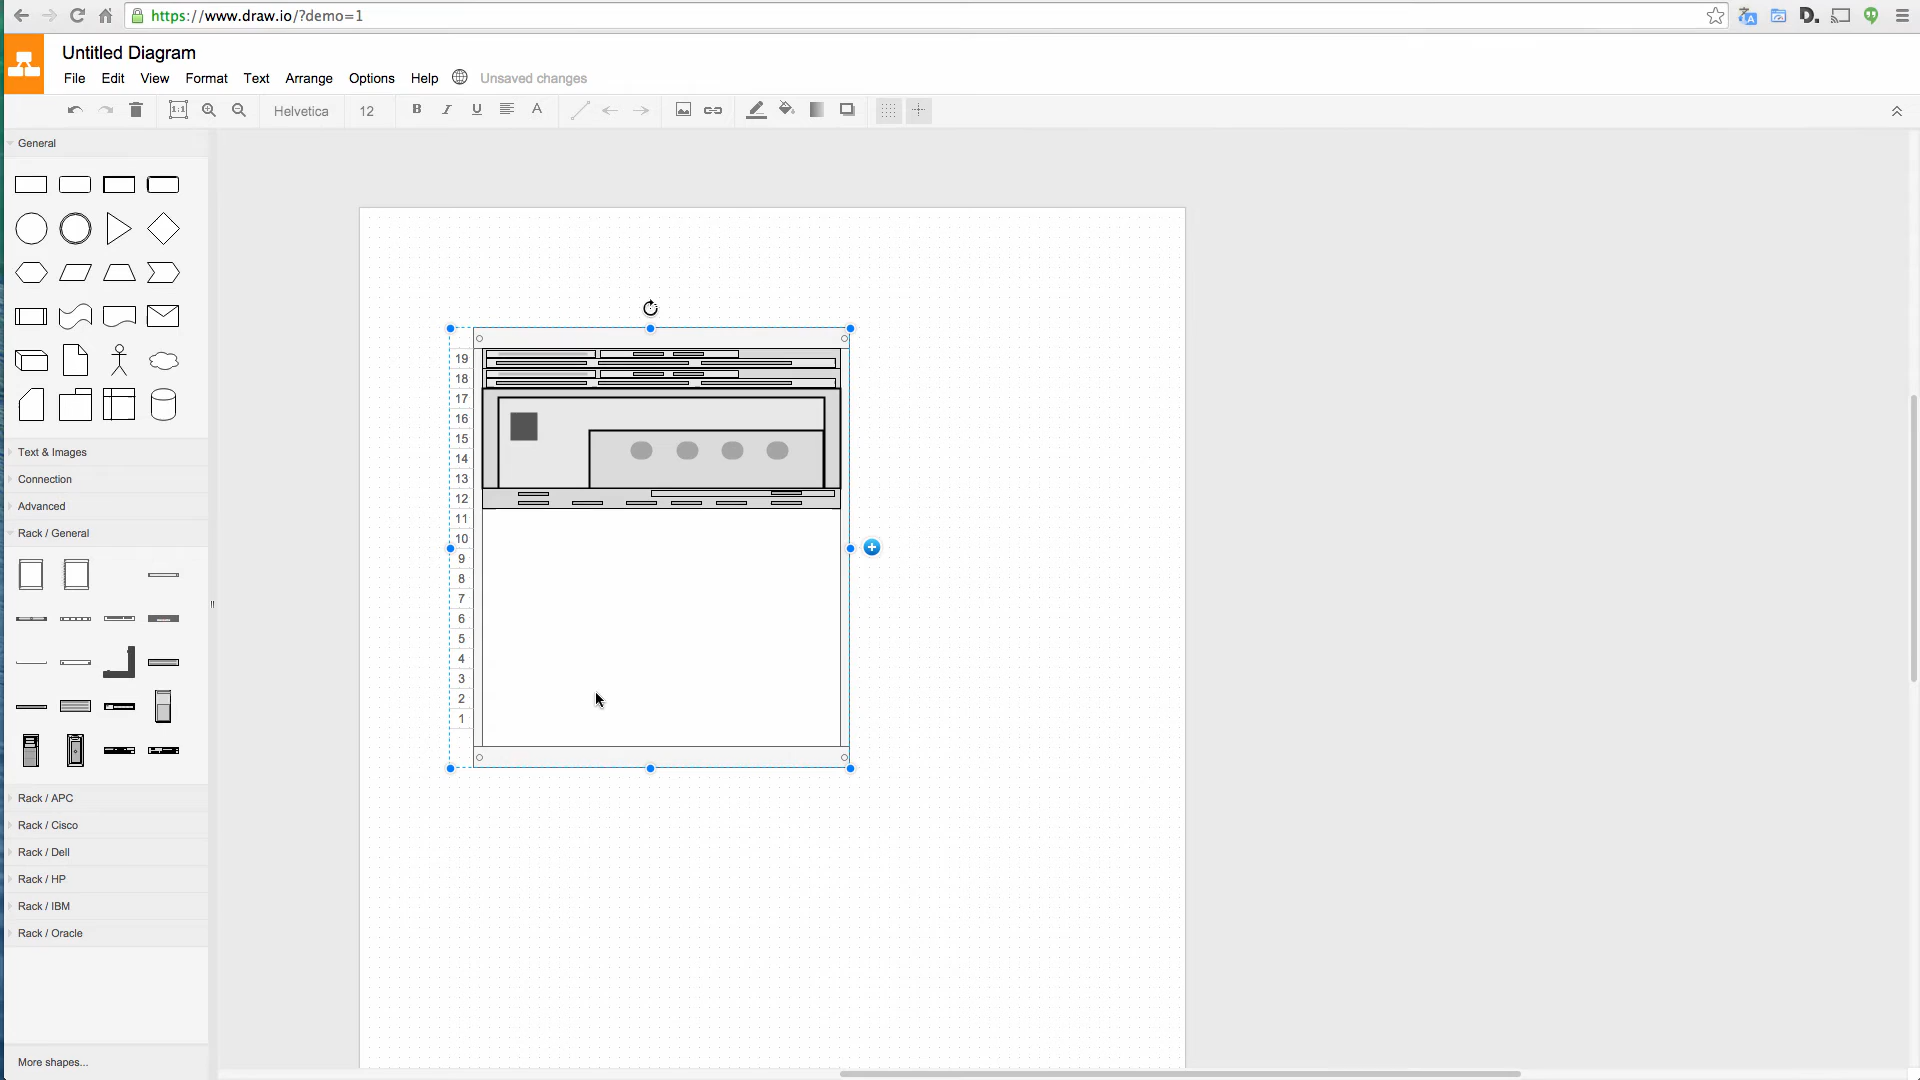 https://www.draw.io/?demo=1
D.
Untitled Diagram
File Edit View Format Text Arrange Options Help Unsaved changes
1:1 Helvetica 12 B I U A
General
Text & Images
Connection
Advanced
Rack / General
Rack / APC
Rack / Cisco
Rack / Dell
Rack / HP
Rack / IBM
Rack / Oracle
More shapes...
19
18
17
16
15
14
13
12
11
10
9
8
7
6
5
4
3
2
1